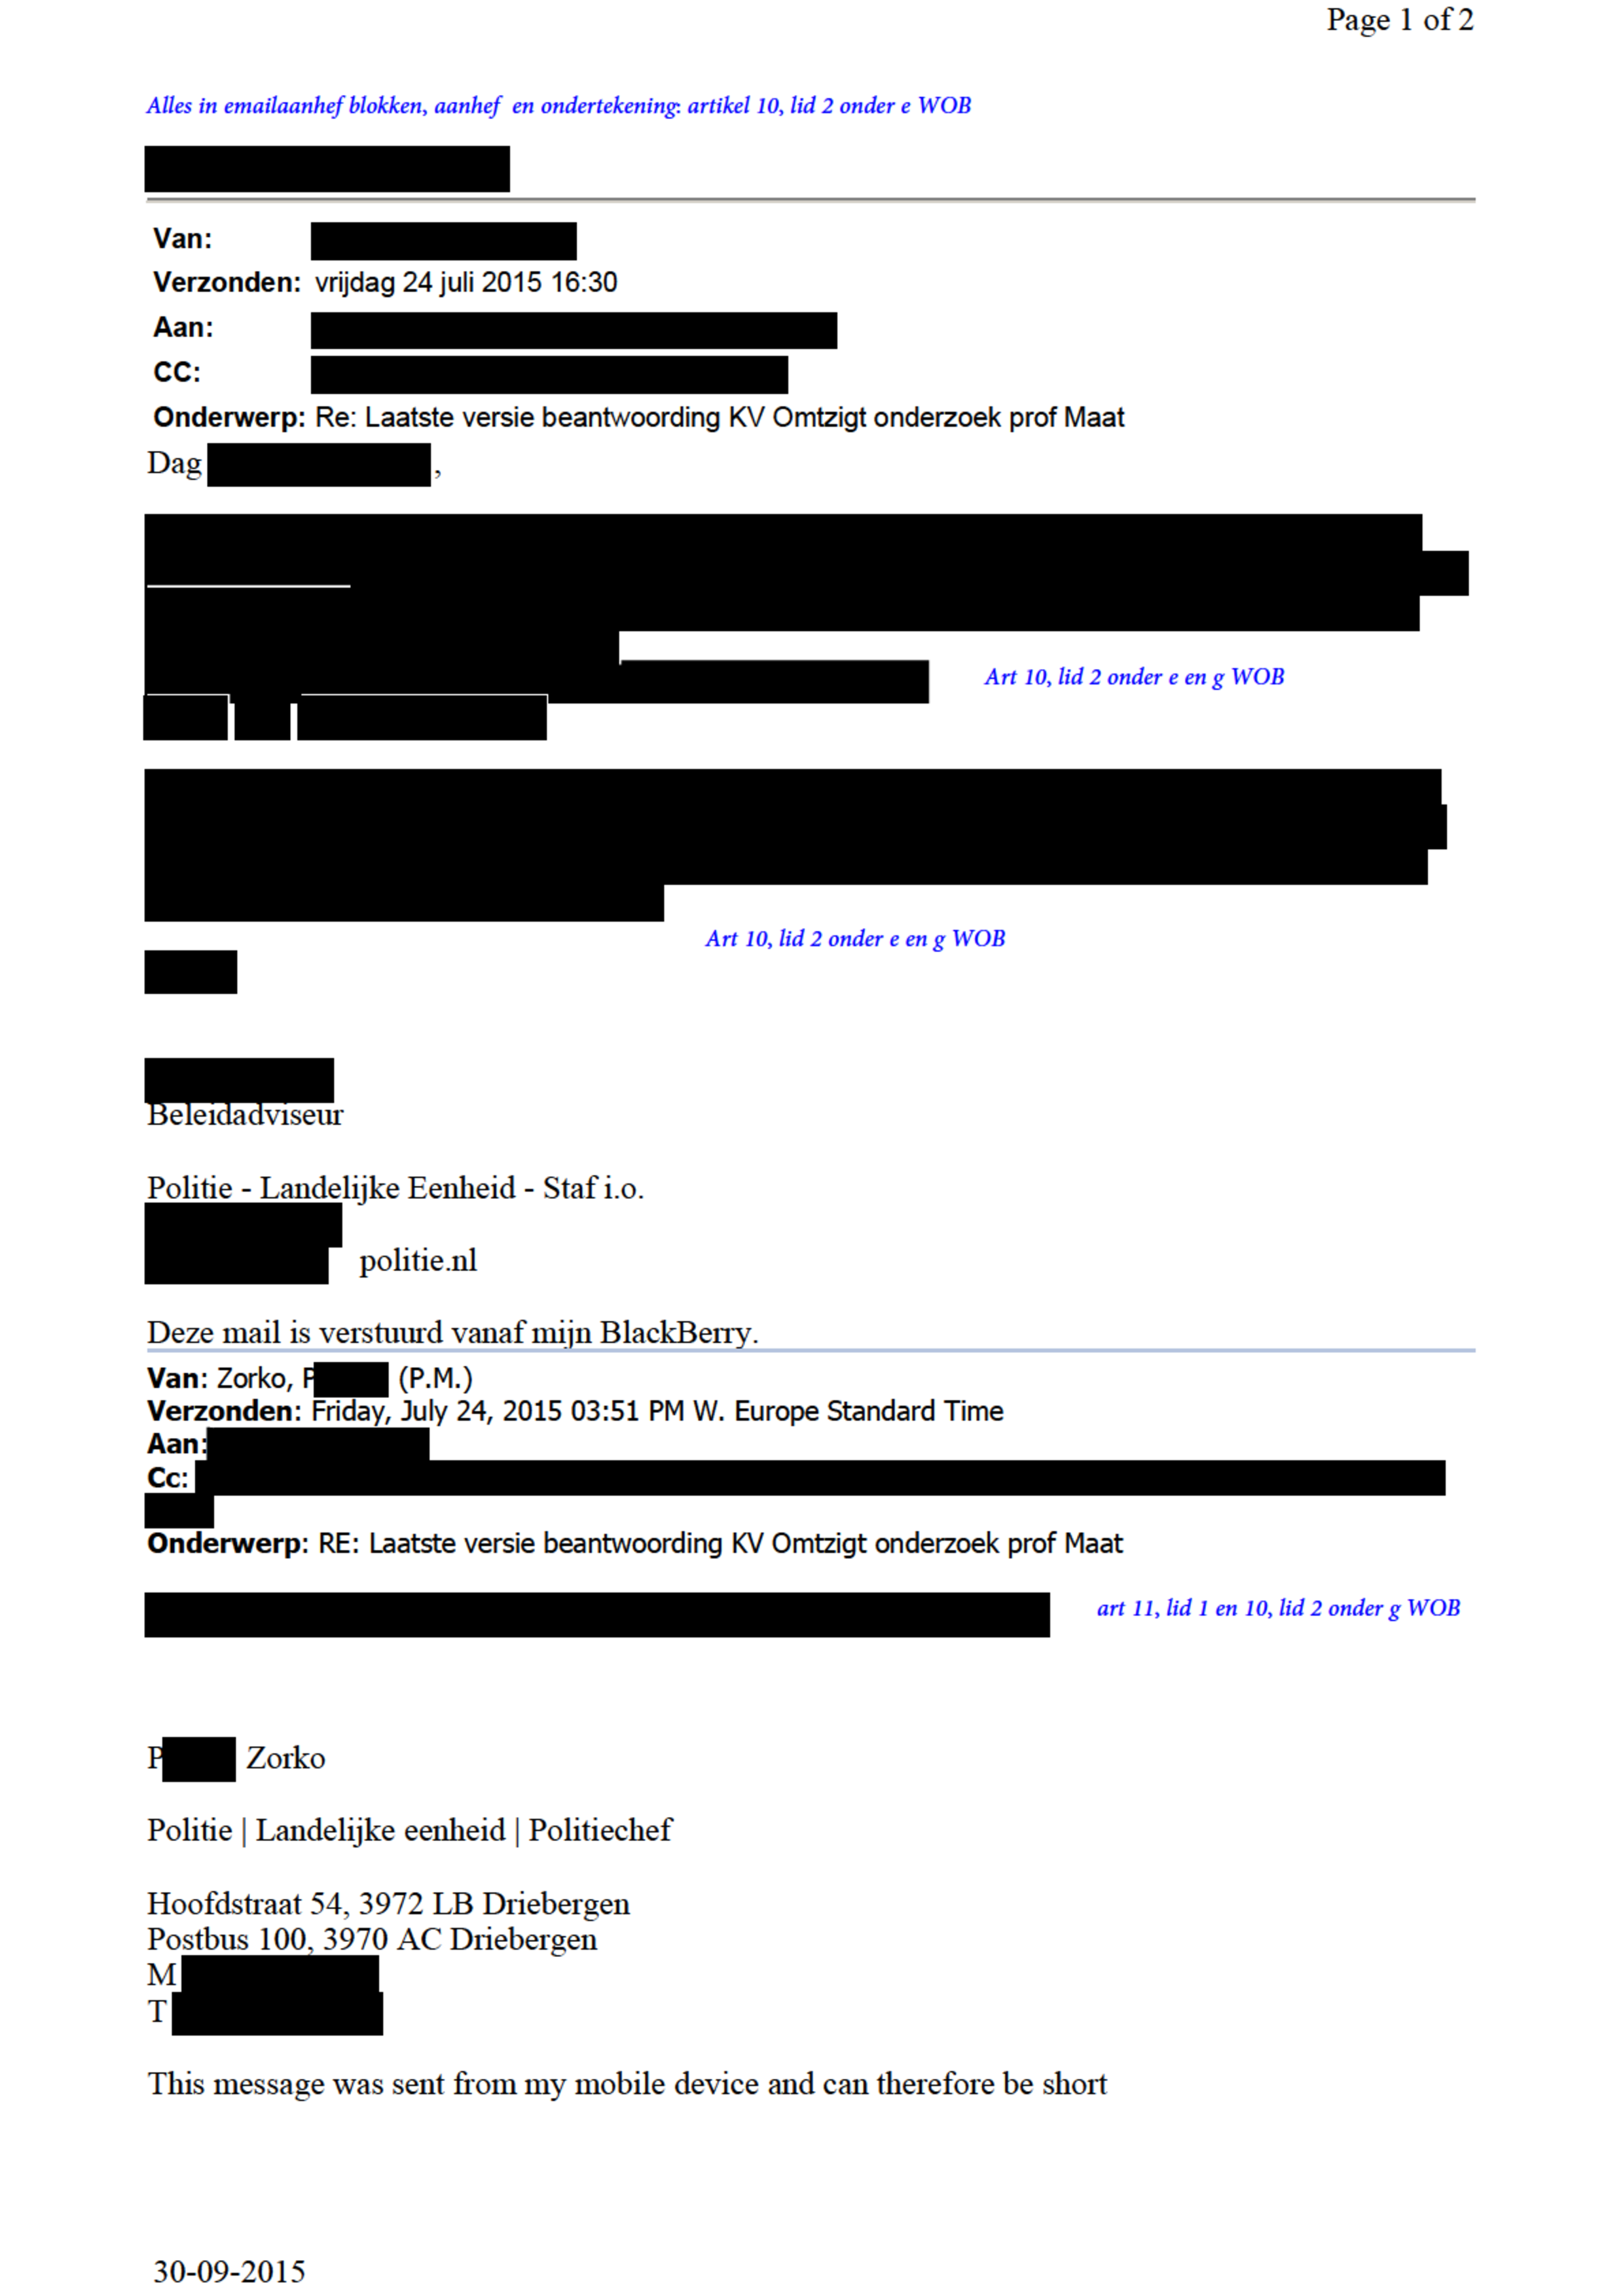 Page 1 of 2
Alles in emailaanhef blokken, aanhef en ondertekening: artikel 10, lid 2 onder e WOB
Van:
Verzonden: vrijdag 24 juli 2015 16:30
Aan:
CC:
Onderwerp: Re: Laatste versie beantwoording KV Omtzigt onderzoek prof Maat
Dag ,
Art 10, lid 2 onder e en g WOB
Art 10, lid 2 onder e en g WOB
Beleidadviseur
Politie - Landelijke Eenheid - Staf i.o.
politie.nl
Deze mail is verstuurd vanaf mijn BlackBerry.
Van: Zorko, P (P.M.)
Verzonden: Friday, July 24, 2015 03:51 PM W. Europe Standard Time
Aan:
Cc:
Onderwerp: RE: Laatste versie beantwoording KV Omtzigt onderzoek prof Maat
art 11, lid 1 en 10, lid 2 onder g WOB
P Zorko
Politie | Landelijke eenheid | Politiechef
Hoofdstraat 54, 3972 LB Driebergen
Postbus 100, 3970 AC Driebergen
M
T
This message was sent from my mobile device and can therefore be short
30-09-2015